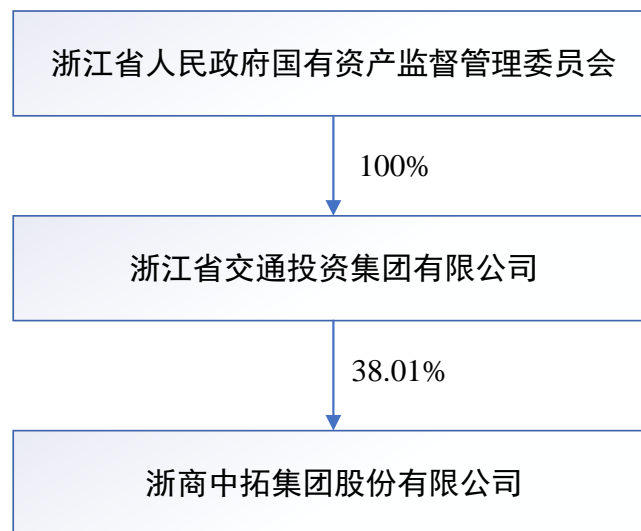 浙江省人民政府国有资产监督管理委员会
100%
浙江省交通投资集团有限公司
38.01%
浙商中拓集团股份有限公司